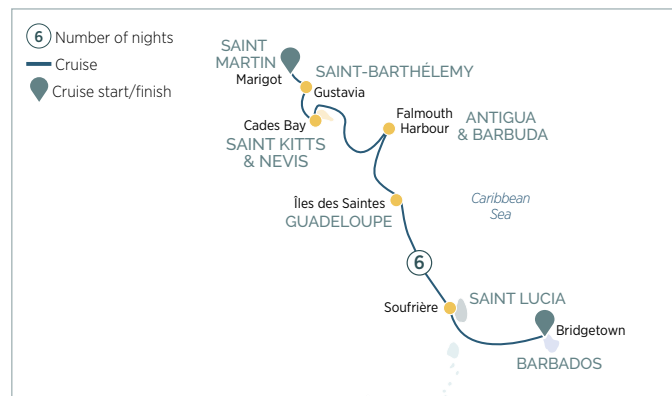 6 Number of nights
Cruise
Cruise start/finish
SAINT
MARTIN
Marigot
SAINT-BARTHÉLEMY
Gustavia
Cades Bay
SAINT KITTS
& NEVIS
Falmouth
Harbour
ANTIGUA
& BARBUDA
Îles des Saintes
GUADELOUPE
Caribbean
Sea
6
Soufrière
SAINT LUCIA
Bridgetown
BARBADOS